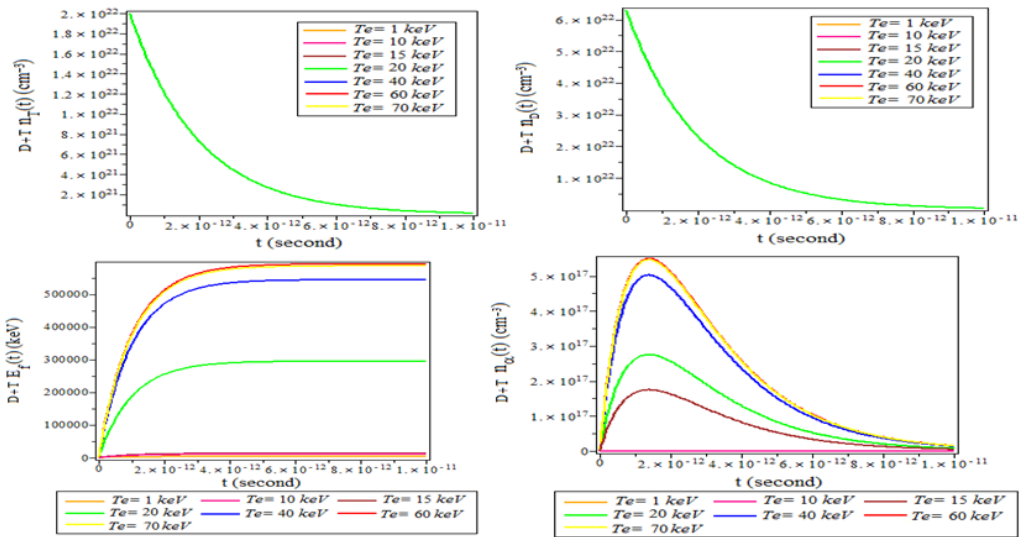 D+T n_T(t) (cm⁻³)
2. × 10²²
1.8 × 10²²
1.6 × 10²²
1.4 × 10²²
1.2 × 10²²
1. × 10²²
8. × 10²¹
6. × 10²¹
4. × 10²¹
2. × 10²¹
Te= 1 keV
Te= 10 keV
Te= 15 keV
Te= 20 keV
Te= 40 keV
Te= 60 keV
Te= 70 keV
0 2. × 10⁻¹² 4. × 10⁻¹² 6. × 10⁻¹² 8. × 10⁻¹² 1. × 10⁻¹¹
t (second)
D+T n_D(t) (cm⁻³)
6. × 10²²
5. × 10²²
4. × 10²²
3. × 10²²
2. × 10²²
1. × 10²²
Te= 1 keV
Te= 10 keV
Te= 15 keV
Te= 20 keV
Te= 40 keV
Te= 60 keV
Te= 70 keV
0 2. × 10⁻¹² 4. × 10⁻¹² 6. × 10⁻¹² 8. × 10⁻¹² 1. × 10⁻¹¹
t (second)
D+T E_f(t) (keV)
500000
400000
300000
200000
100000
0
0 2. × 10⁻¹² 4. × 10⁻¹² 6. × 10⁻¹² 8. × 10⁻¹² 1. × 10⁻¹¹
t (second)
Te= 1 keV Te= 10 keV Te= 15 keV
Te= 20 keV Te= 40 keV Te= 60 keV
Te= 70 keV
D+T n_α(t) (cm⁻³)
5. × 10¹⁷
4. × 10¹⁷
3. × 10¹⁷
2. × 10¹⁷
1. × 10¹⁷
0
0 2. × 10⁻¹² 4. × 10⁻¹² 6. × 10⁻¹² 8. × 10⁻¹² 1. × 10⁻¹¹
t (second)
Te= 1 keV Te= 10 keV Te= 15 keV
Te= 20 keV Te= 40 keV Te= 60 keV
Te= 70 keV